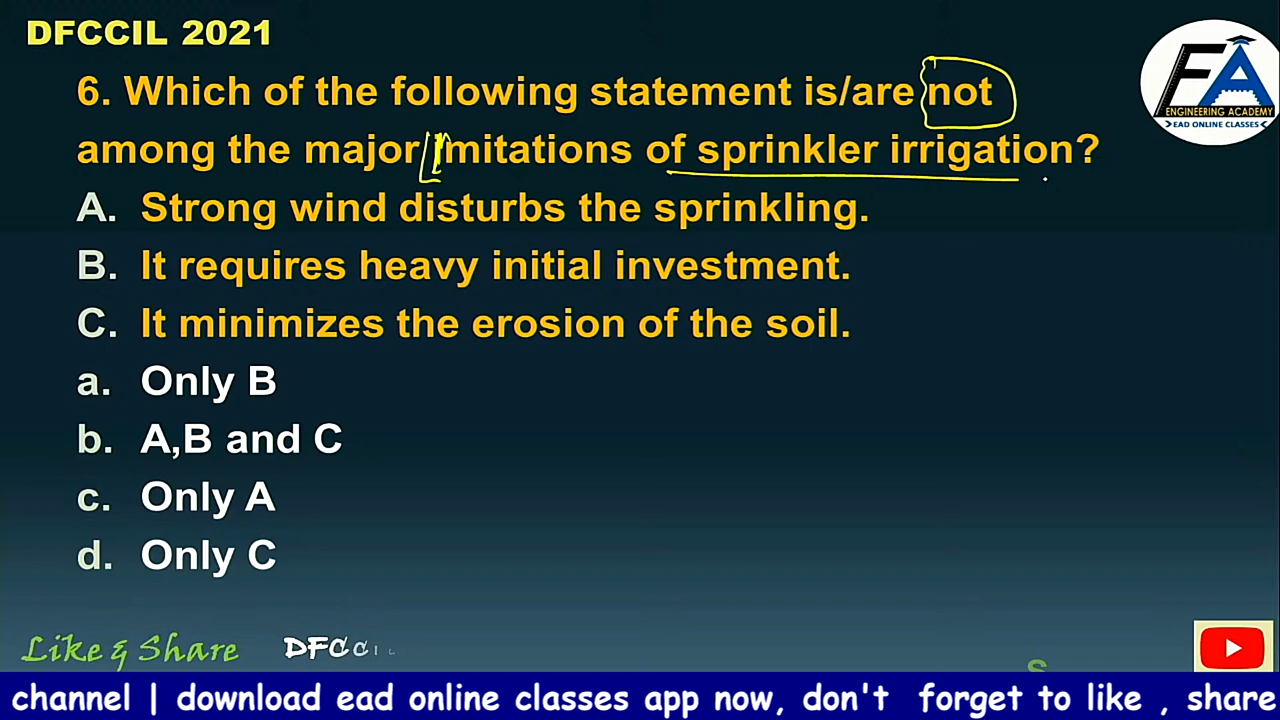 DFCCIL 2021
6. Which of the following statement is/are not
among the major limitations of sprinkler irrigation?
A. Strong wind disturbs the sprinkling.
B. It requires heavy initial investment.
C. It minimizes the erosion of the soil.
a. Only B
b. A,B and C
c. Only A
d. Only C
FA
ENGINEERING ACADEMY
EAD ONLINE CLASSES
Like & Share DFCCIL
S
channel | download ead online classes app now, don't forget to like , share